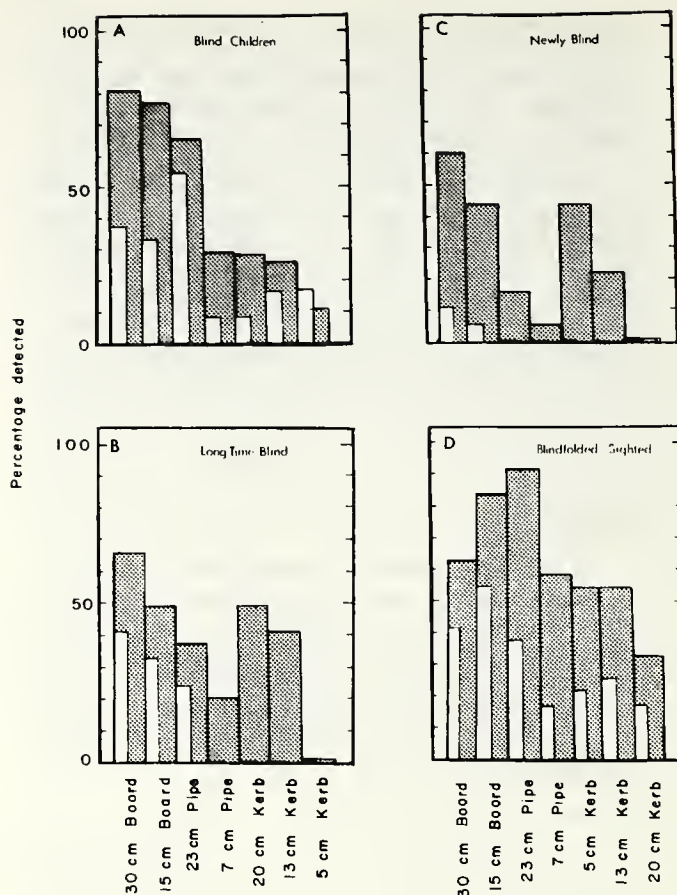 A
Blind Children
C
Newly Blind
100
50
0
Percentage detected
B
Long Time Blind
D
Blindfolded Sighted
100
50
0
30 cm Board
15 cm Board
23 cm Pipe
7 cm Pipe
20 cm Kerb
13 cm Kerb
5 cm Kerb
30 cm Board
15 cm Board
23 cm Pipe
7 cm Pipe
5 cm Kerb
13 cm Kerb
20 cm Kerb